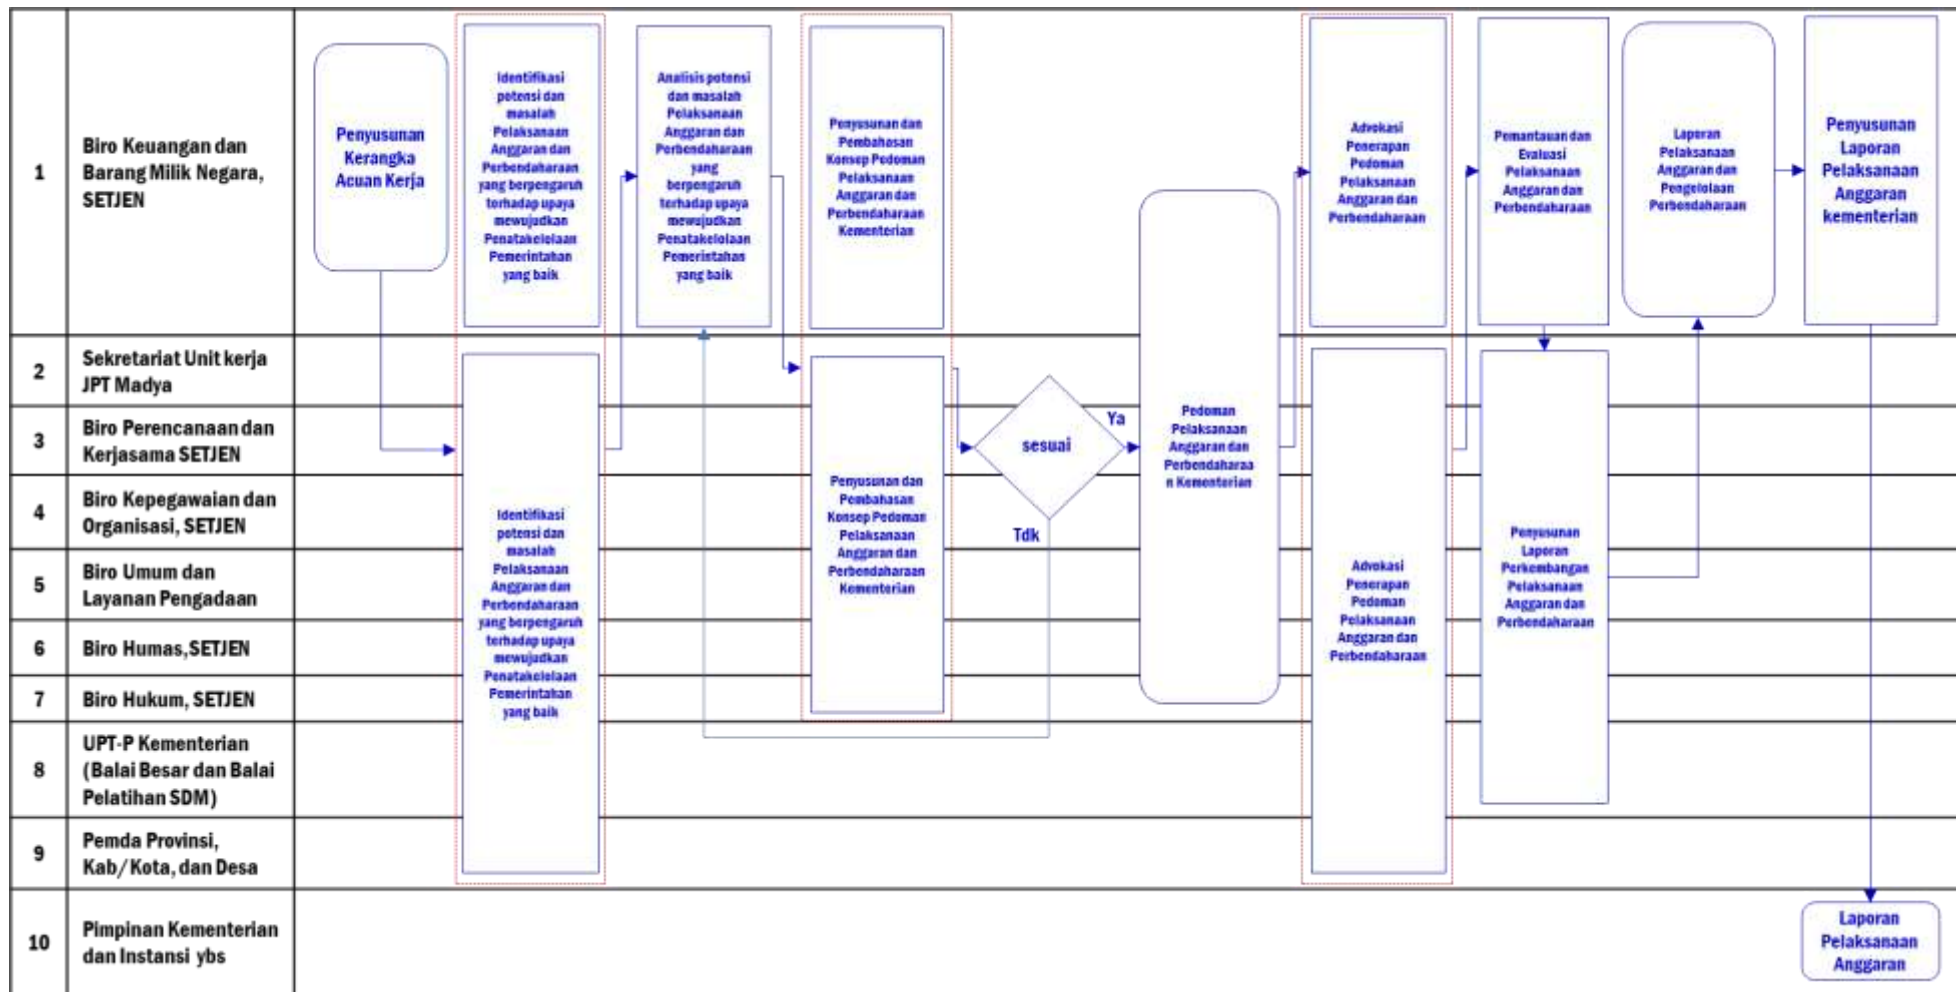 1
Biro Keuangan dan
Barang Milik Negara,
SETJEN
Penyusunan
Kerangka
Acuan Kerja
Identifikasi
potensi dan
masalah
Pelaksanaan
Anggaran dan
Perbendaharaan
yang berpengaruh
terhadap upaya
mewujudkan
Penatakelolaan
Pemerintahan
yang baik
Analisis potensi
dan masalah
Pelaksanaan
Anggaran dan
Perbendaharaan
yang
berpengaruh
terhadap upaya
mewujudkan
Penatakelolaan
Pemerintahan
yang baik
Penyusunan dan
Pembahasan
Konsep Pedoman
Pelaksanaan
Anggaran dan
Perbendaharaan
Kementerian
Advokasi
Penerapan
Pedoman
Pelaksanaan
Anggaran dan
Perbendaharaan
Pemantauan dan
Evaluasi
Pelaksanaan
Anggaran dan
Perbendaharaan
Laporan
Pelaksanaan
Anggaran dan
Pengelolaan
Perbendaharaan
Penyusunan
Laporan
Pelaksanaan
Anggaran
kementerian
2
Sekretariat Unit kerja
JPT Madya
3
Biro Perencanaan dan
Kerjasama SETJEN
4
Biro Kepegawaian dan
Organisasi, SETJEN
5
Biro Umum dan
Layanan Pengadaan
6
Biro Humas,SETJEN
7
Biro Hukum, SETJEN
8
UPT-P Kementerian
(Balai Besar dan Balai
Pelatihan SDM)
9
Pemda Provinsi,
Kab/Kota, dan Desa
Identifikasi
potensi dan
masalah
Pelaksanaan
Anggaran dan
Perbendaharaan
yang berpengaruh
terhadap upaya
mewujudkan
Penatakelolaan
Pemerintahan
yang baik
Penyusunan dan
Pembahasan
Konsep Pedoman
Pelaksanaan
Anggaran dan
Perbendaharaan
Kementerian
sesuai
Ya
Tdk
Pedoman
Pelaksanaan
Anggaran dan
Perbendaharaa
n Kementerian
Advokasi
Penerapan
Pedoman
Pelaksanaan
Anggaran dan
Perbendaharaan
Penyusunan
Laporan
Perkembangan
Pelaksanaan
Anggaran dan
Perbendaharaan
10
Pimpinan Kementerian
dan Instansi ybs
Laporan
Pelaksanaan
Anggaran